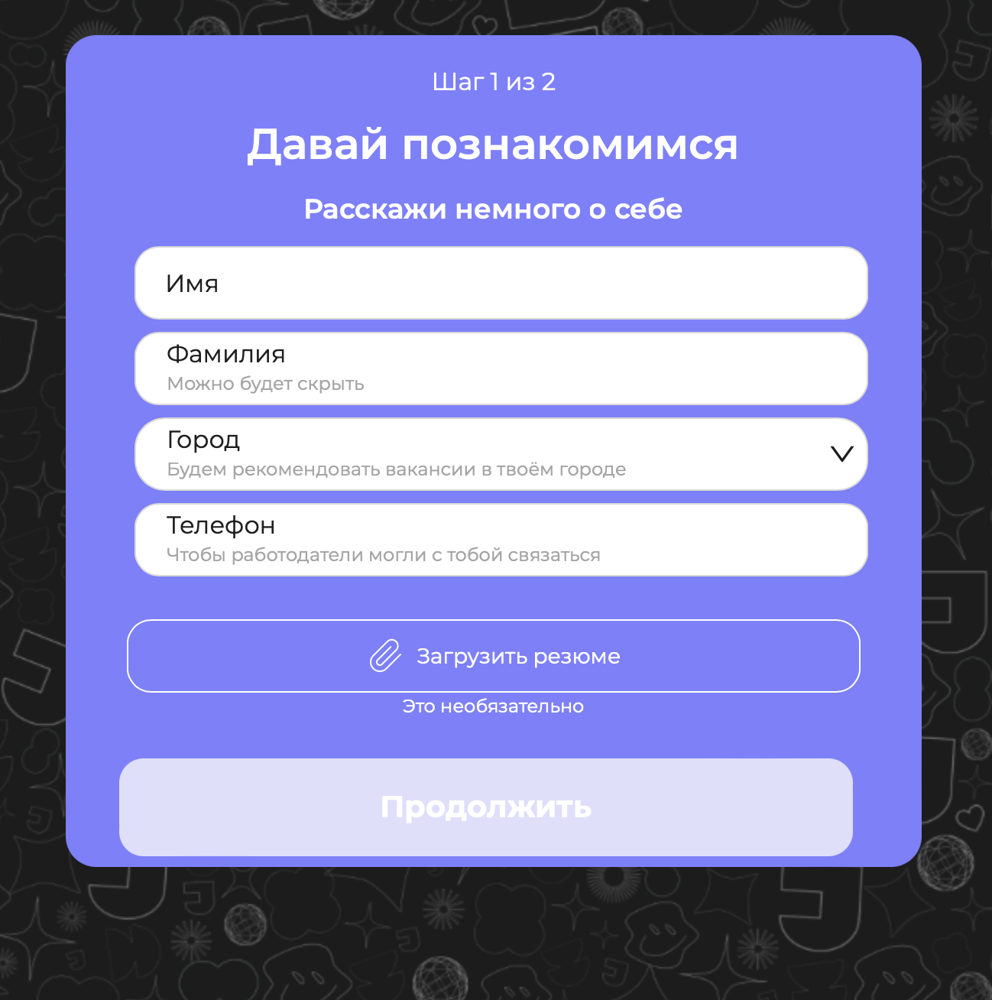 Шаг 1 из 2
Давай познакомимся
Расскажи немного о себе
Имя
Фамилия
Можно будет скрыть
Город
Будем рекомендовать вакансии в твоём городе
Телефон
Чтобы работодатели могли с тобой связаться
Загрузить резюме
Это необязательно
Продолжить